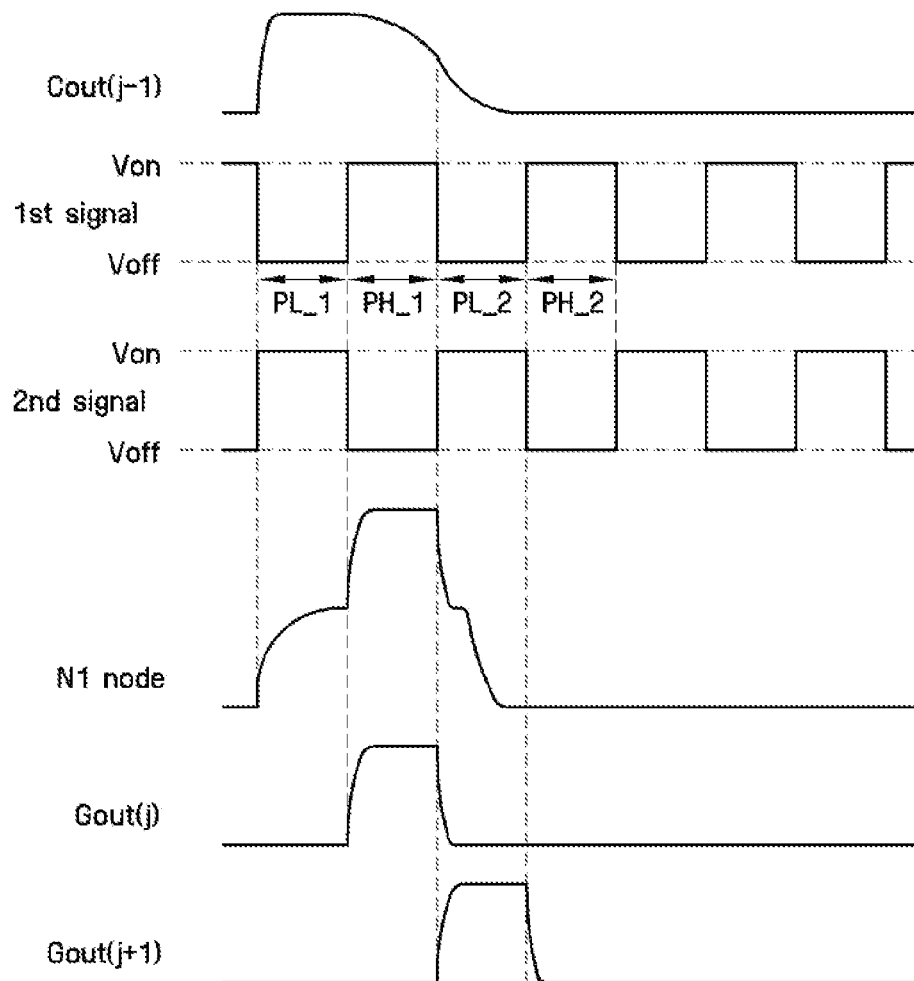 Cout(j-1)
Von
1st signal
Voff
PL_1 PH_1 PL_2 PH_2
Von
2nd signal
Voff
N1 node
Gout(j)
Gout(j+1)